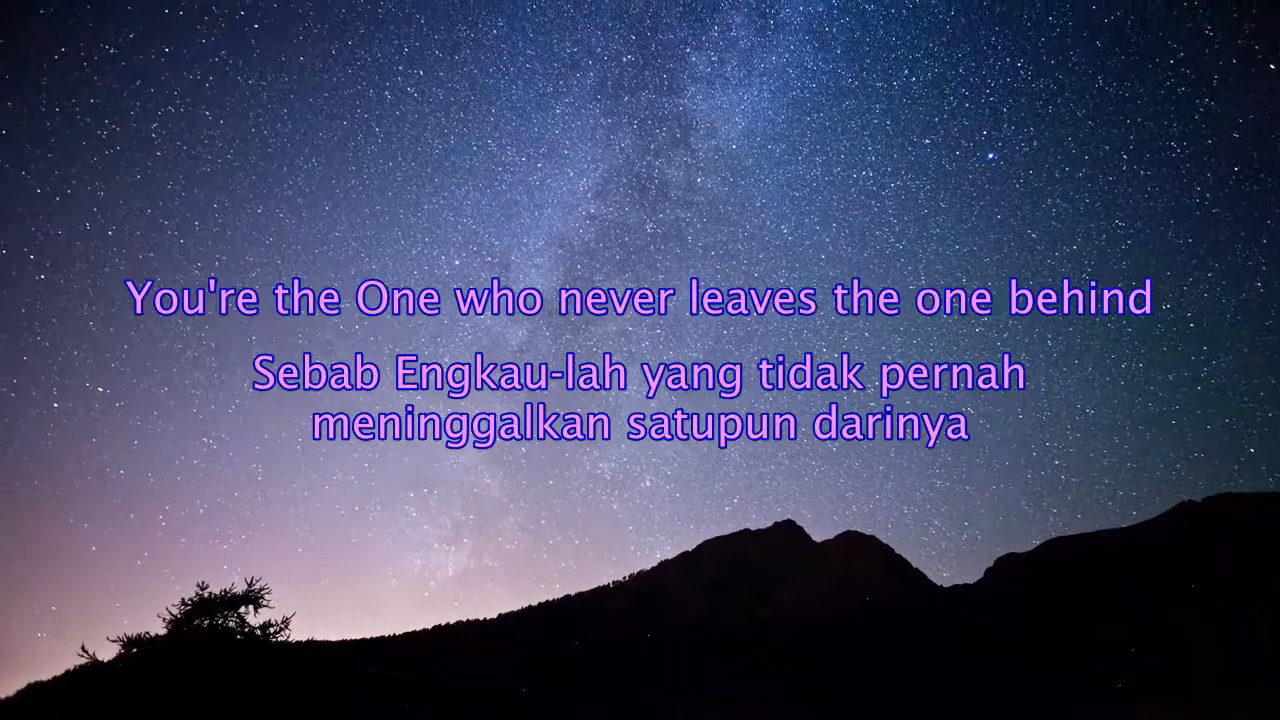 You're the One who never leaves the one behind
Sebab Engkau-lah yang tidak pernah
meninggalkan satupun darinya